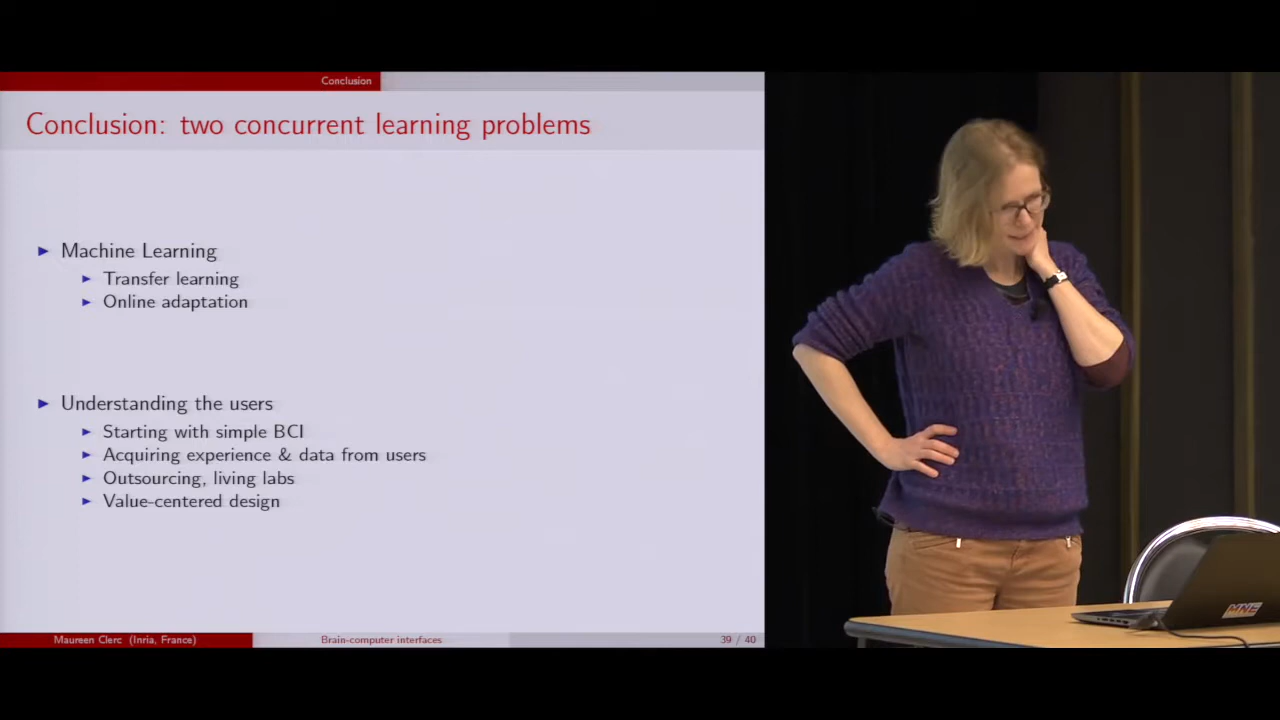 Conclusion
Conclusion: two concurrent learning problems
Machine Learning
Transfer learning
Online adaptation
Understanding the users
Starting with simple BCI
Acquiring experience & data from users
Outsourcing, living labs
Value-centered design
Maureen Clerc (Inria, France)
Brain-computer interfaces
39 / 40
MNE